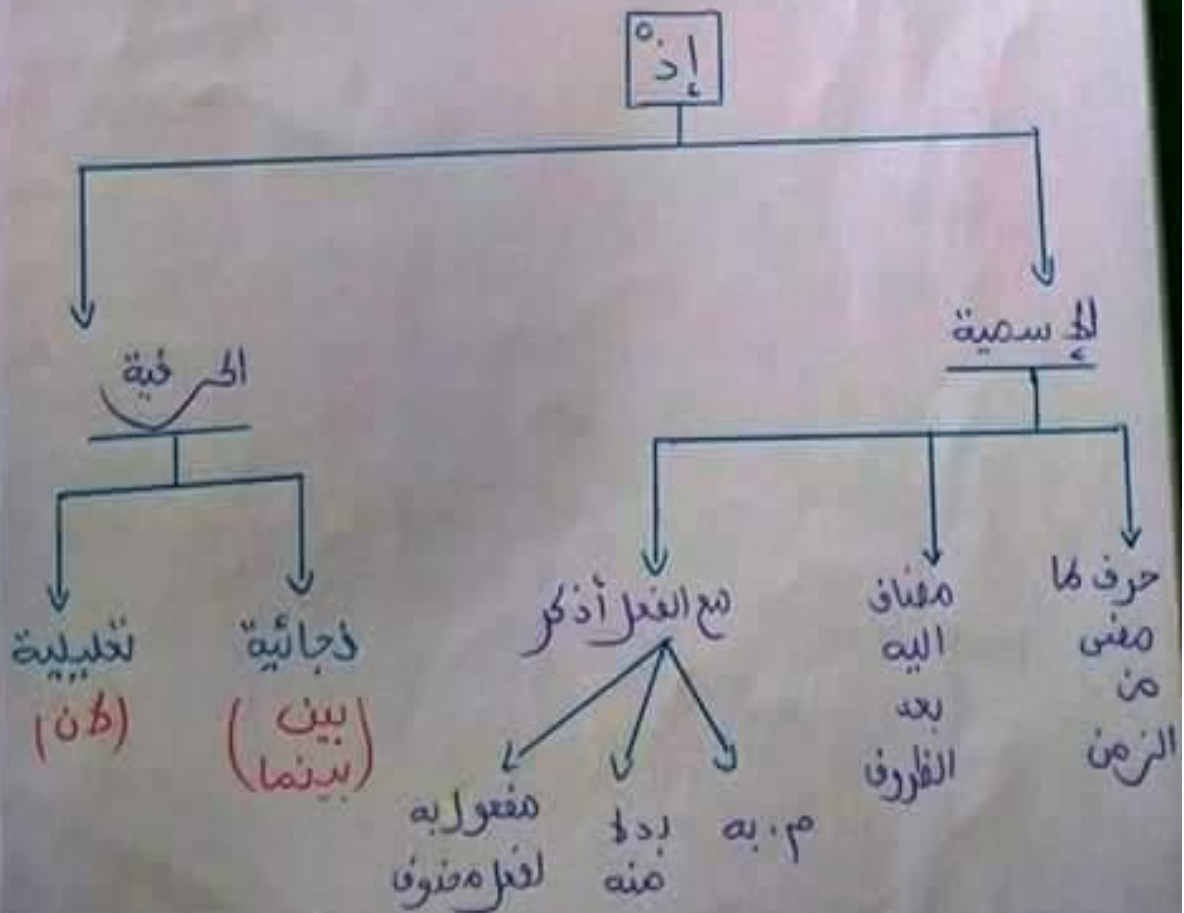 إذْ
الإسمية
الحرفية
حرف لما
مضى
من
الزمن
مضاف
اليه
بعد
الظروف
مع الفعل أذكر
م. به
بدلا
منه
مفعول به
لفعل محذوف
فجائية
(بين
بينما)
تعليلية
(لأن)